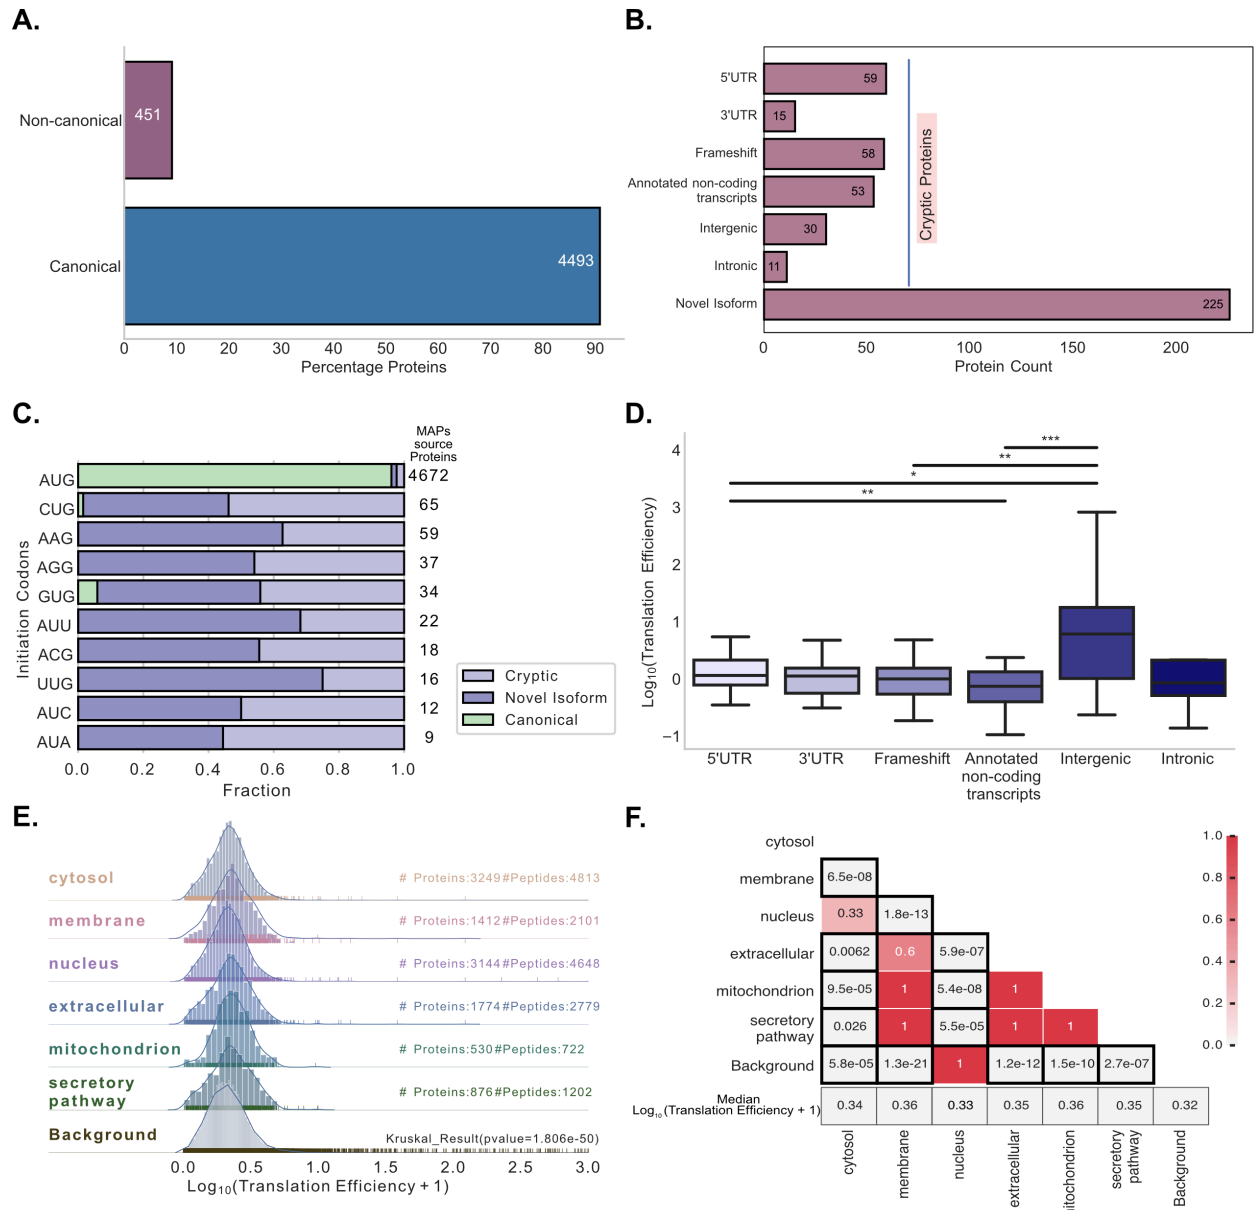 A.
Non-canonical
451
Canonical
4493
0 10 20 30 40 50 60 70 80 90
Percentage Proteins
B.
5'UTR
59
3'UTR
15
Frameshift
58
Annotated non-coding
transcripts
53
Intergenic
30
Intronic
11
Novel Isoform
225
Cryptic Proteins
0 50 100 150 200
Protein Count
C.
MAPs
source
Proteins
AUG 4672
CUG 65
AAG 59
AGG 37
GUG 34
AUU 22
ACG 18
UUG 16
AUC 12
AUA 9
Initiation Codons
0.0 0.2 0.4 0.6 0.8 1.0
Fraction
Cryptic
Novel Isoform
Canonical
D.
4
3
2
1
0
−1
Log10(Translation Efficiency)
***
**
*
**
5'UTR 3'UTR Frameshift Annotated non-coding transcripts Intergenic Intronic
E.
cytosol # Proteins:3249#Peptides:4813
membrane # Proteins:1412#Peptides:2101
nucleus # Proteins:3144#Peptides:4648
extracellular # Proteins:1774#Peptides:2779
mitochondrion # Proteins:530#Peptides:722
secretory
pathway # Proteins:876#Peptides:1202
Background Kruskal_Result(pvalue=1.806e-50)
0.0 0.5 1.0 1.5 2.0 2.5 3.0
Log10(Translation Efficiency + 1)
F.
cytosol
membrane 6.5e-08
nucleus 0.33 1.8e-13
extracellular 0.0062 0.6 5.9e-07
mitochondrion 9.5e-05 1 5.4e-08 1
secretory
pathway 0.026 1 5.5e-05 1 1
Background 5.8e-05 1.3e-21 1 1.2e-12 1.5e-10 2.7e-07
Median
Log10(Translation Efficiency + 1) 0.34 0.36 0.33 0.35 0.36 0.35 0.32
cytosol membrane nucleus extracellular itochondrion secretory pathway Background
1.0
0.8
0.6
0.4
0.2
0.0